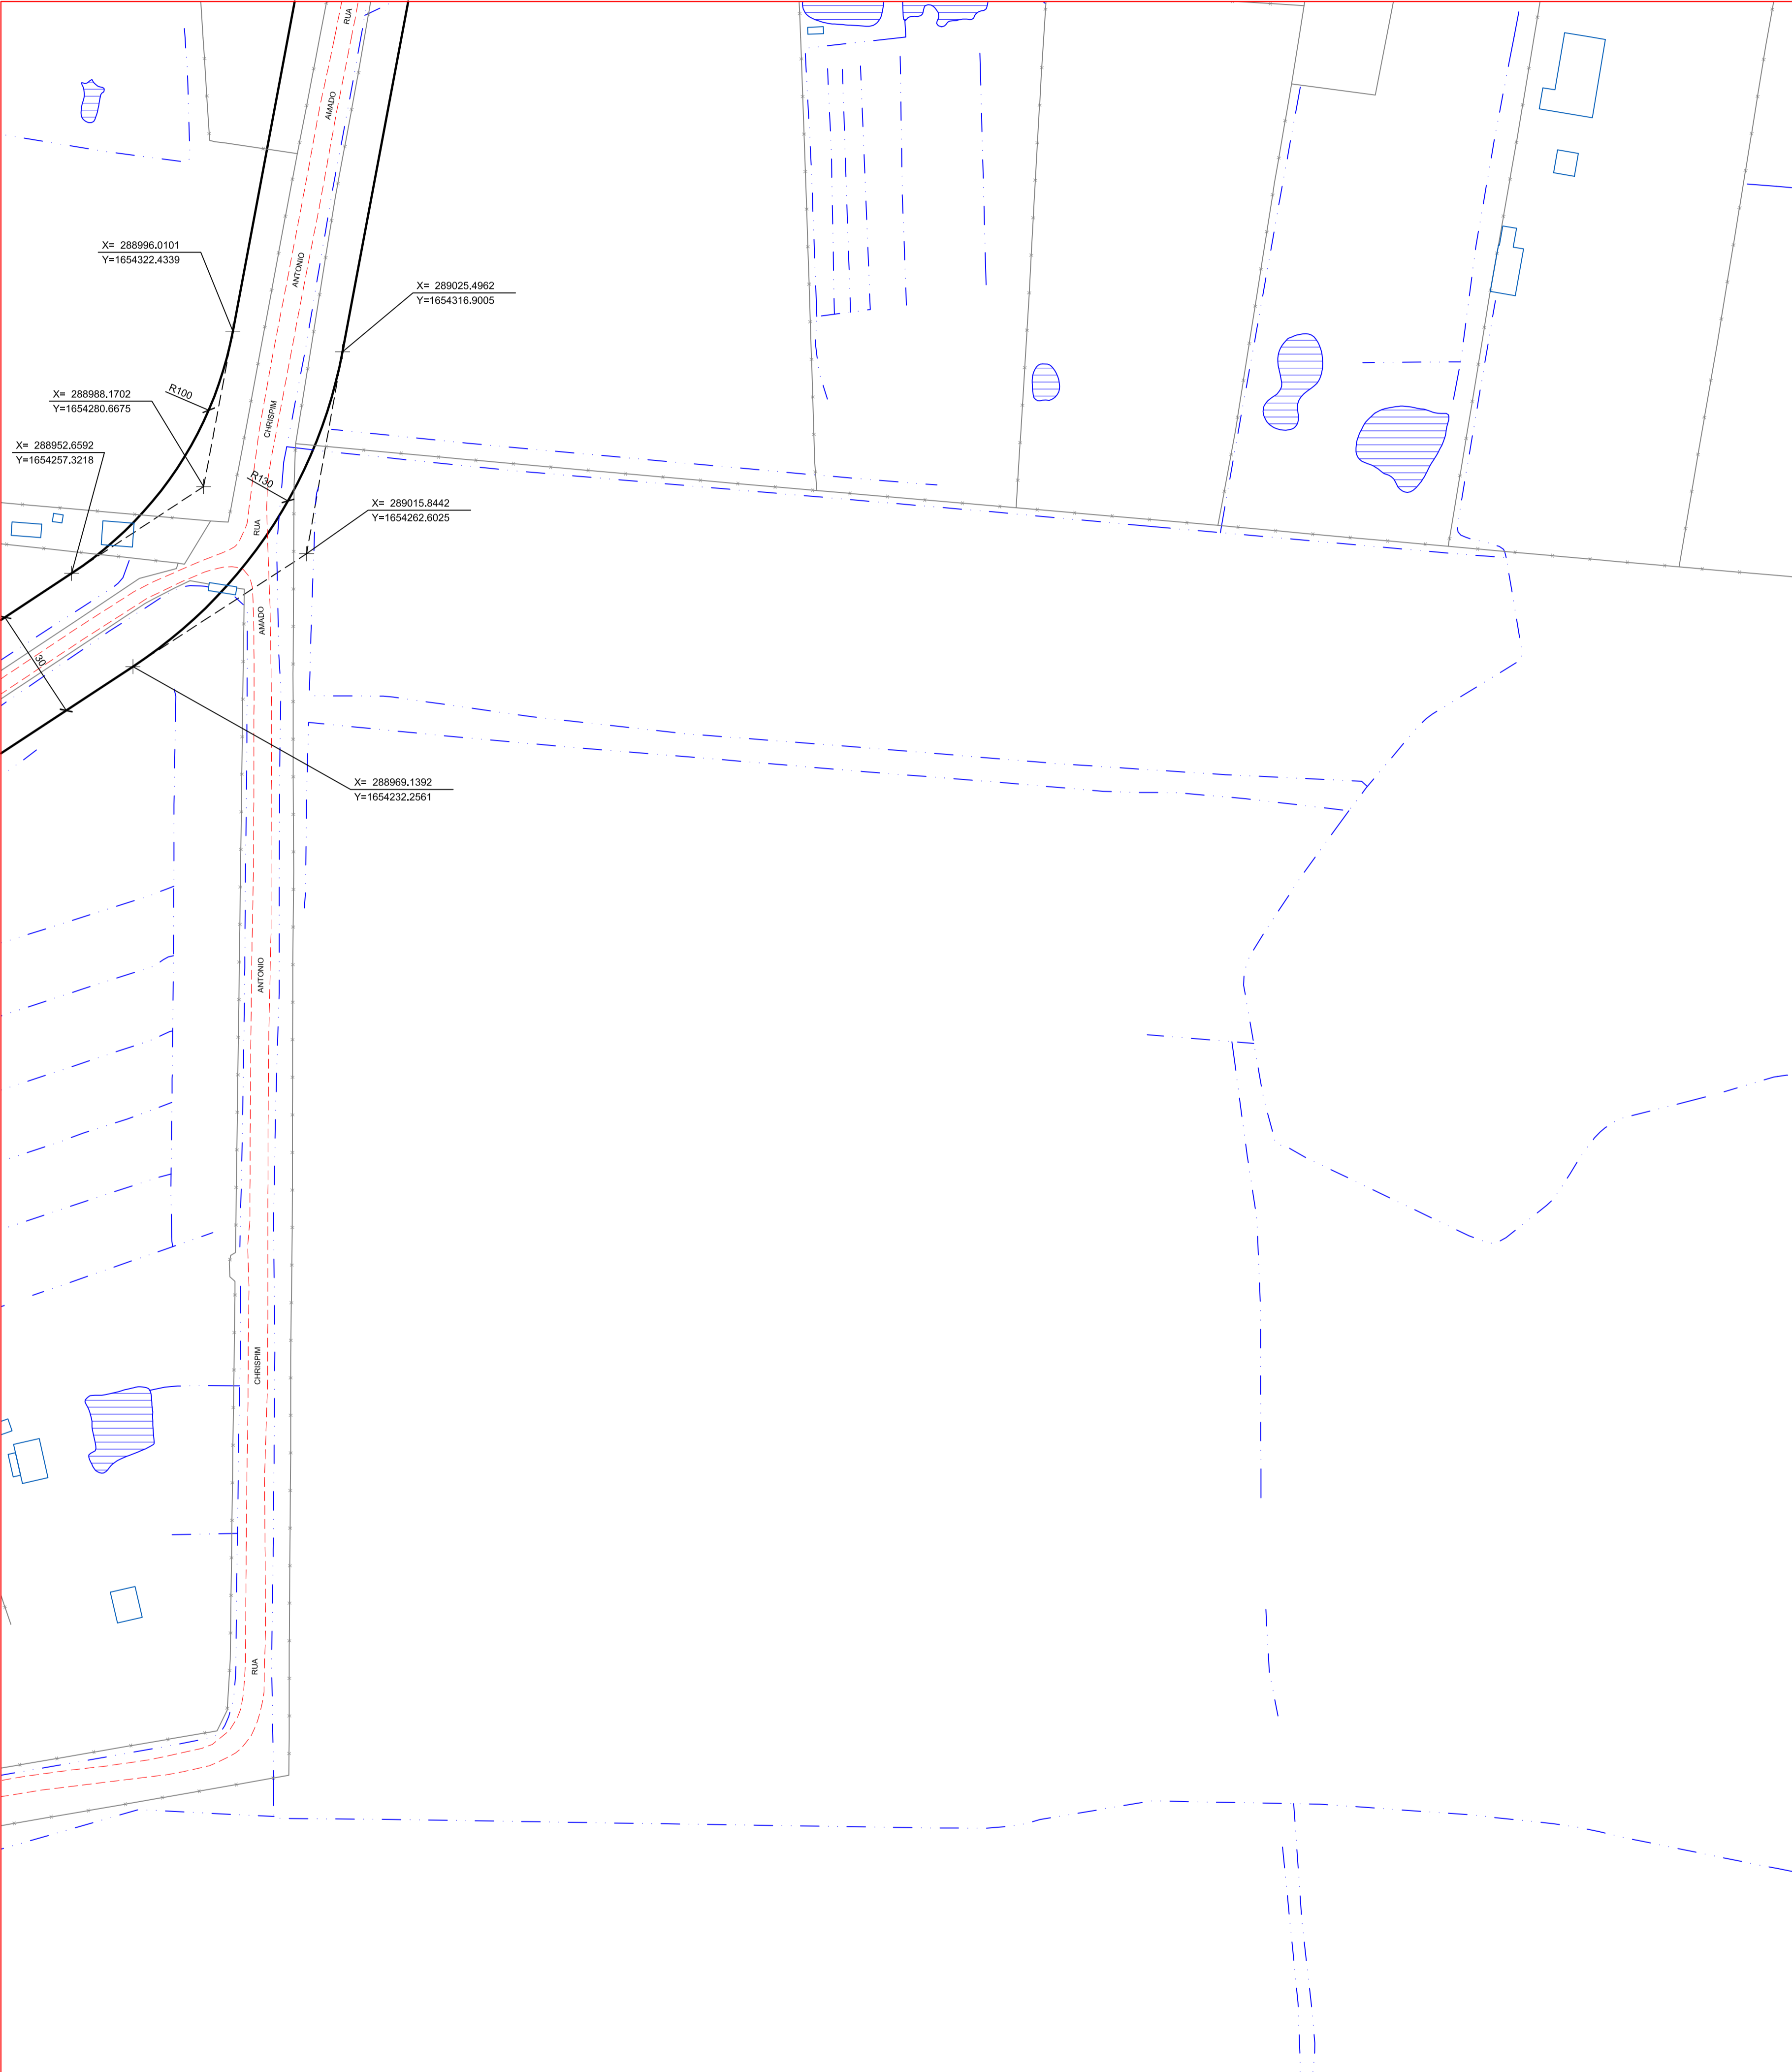 RUA
AMADO
ANTONIO
X= 288996.0101
Y=1654322.4339
X= 289025.4962
Y=1654316.9005
R100
X= 288988.1702
Y=1654280.6675
CHRISPIM
X= 288952.6592
Y=1654257.3218
R130
X= 289015.8442
Y=1654262.6025
RUA
AMADO
30
X= 288969.1392
Y=1654232.2561
ANTONIO
CHRISPIM
RUA